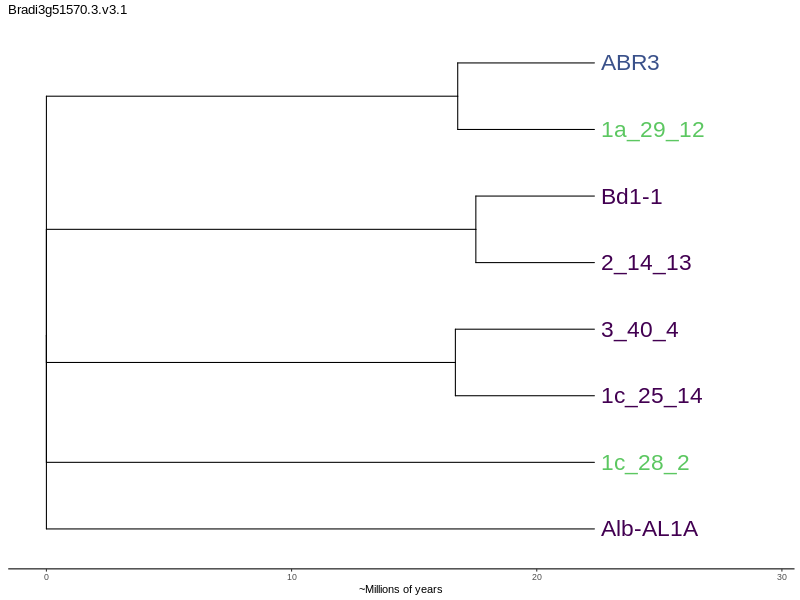 Bradi3g51570.3.v3.1
ABR3
1a_29_12
Bd1-1
2_14_13
3_40_4
1c_25_14
1c_28_2
Alb-AL1A
0 10 20 30
~Millions of years